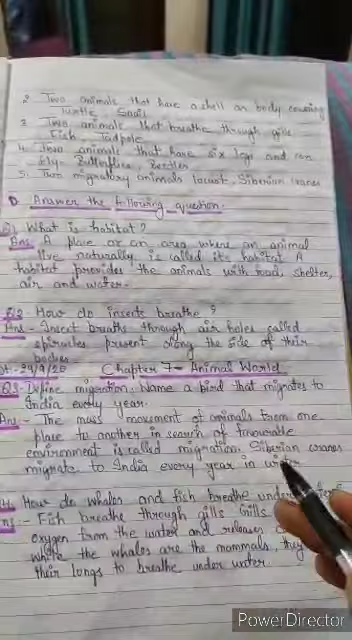 2. Two animals that have a shell on body covering
Turtle, Snail
3. Two animals that breathe through gills
Fish, Tadpole
4. Two animals that have six legs and can
fly- Butterflies, Beetles
5. Two migratory animals locust, Siberian cranes
D Answer the following question.
Q1 What is habitat?
Ans A place or an area where an animal
live naturally is called its habitat A
habitat provides the animals with food, shelter,
air and water.
Q2- How do insects breathe?
Ans- Insect breaths through air holes called
spiracles present along the side of their
bodies.
Dt.- 29/9/20 Chapter 7- Animal World
Q3- Define migration. Name a bird that migrates to
India every year.
Ans:- The mass movement of animals from one
place to another in search of favourable
environment is called migration. Siberian cranes
migrate to India every year in
How do whales and fish breathe under
:- Fish breathe through gills. Gills
oxygen from the water and releases
while the whales are the mammals, they
their lungs to breathe under water.
PowerDirector